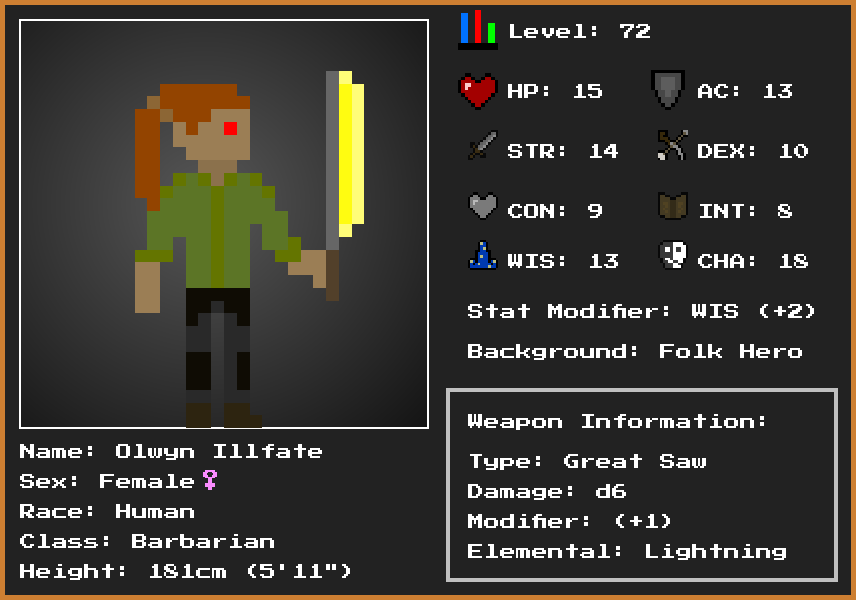 Level: 72
HP: 15 AC: 13
STR: 14 DEX: 10
CON: 9 INT: 8
WIS: 13 CHA: 18
Stat Modifier: WIS (+2)
Background: Folk Hero
Weapon Information:
Type: Great Saw
Damage: d6
Modifier: (+1)
Elemental: Lightning
Name: Olwyn Illfate
Sex: Female♀
Race: Human
Class: Barbarian
Height: 181cm (5'11")